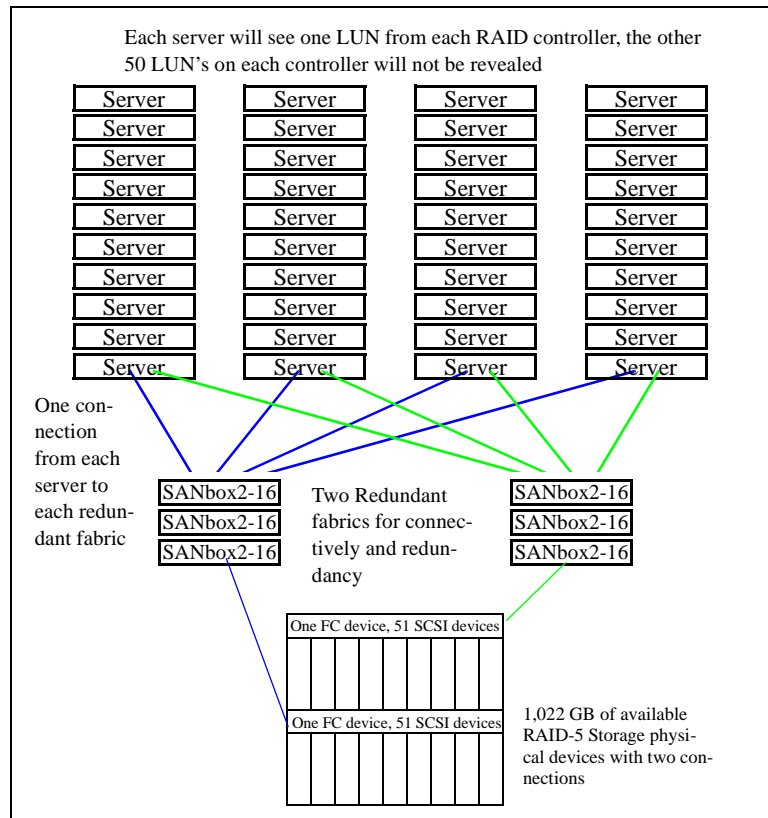 Each server will see one LUN from each RAID controller, the other
50 LUN's on each controller will not be revealed
Server Server Server Server
Server Server Server Server
Server Server Server Server
Server Server Server Server
Server Server Server Server
Server Server Server Server
Server Server Server Server
Server Server Server Server
Server Server Server Server
Server Server Server Server
One con-
nection
from each
server to
each redun-
dant fabric
SANbox2-16
SANbox2-16
SANbox2-16
Two Redundant
fabrics for connec-
tively and redun-
dancy
SANbox2-16
SANbox2-16
SANbox2-16
One FC device, 51 SCSI devices
One FC device, 51 SCSI devices
1,022 GB of available
RAID-5 Storage physi-
cal devices with two con-
nections